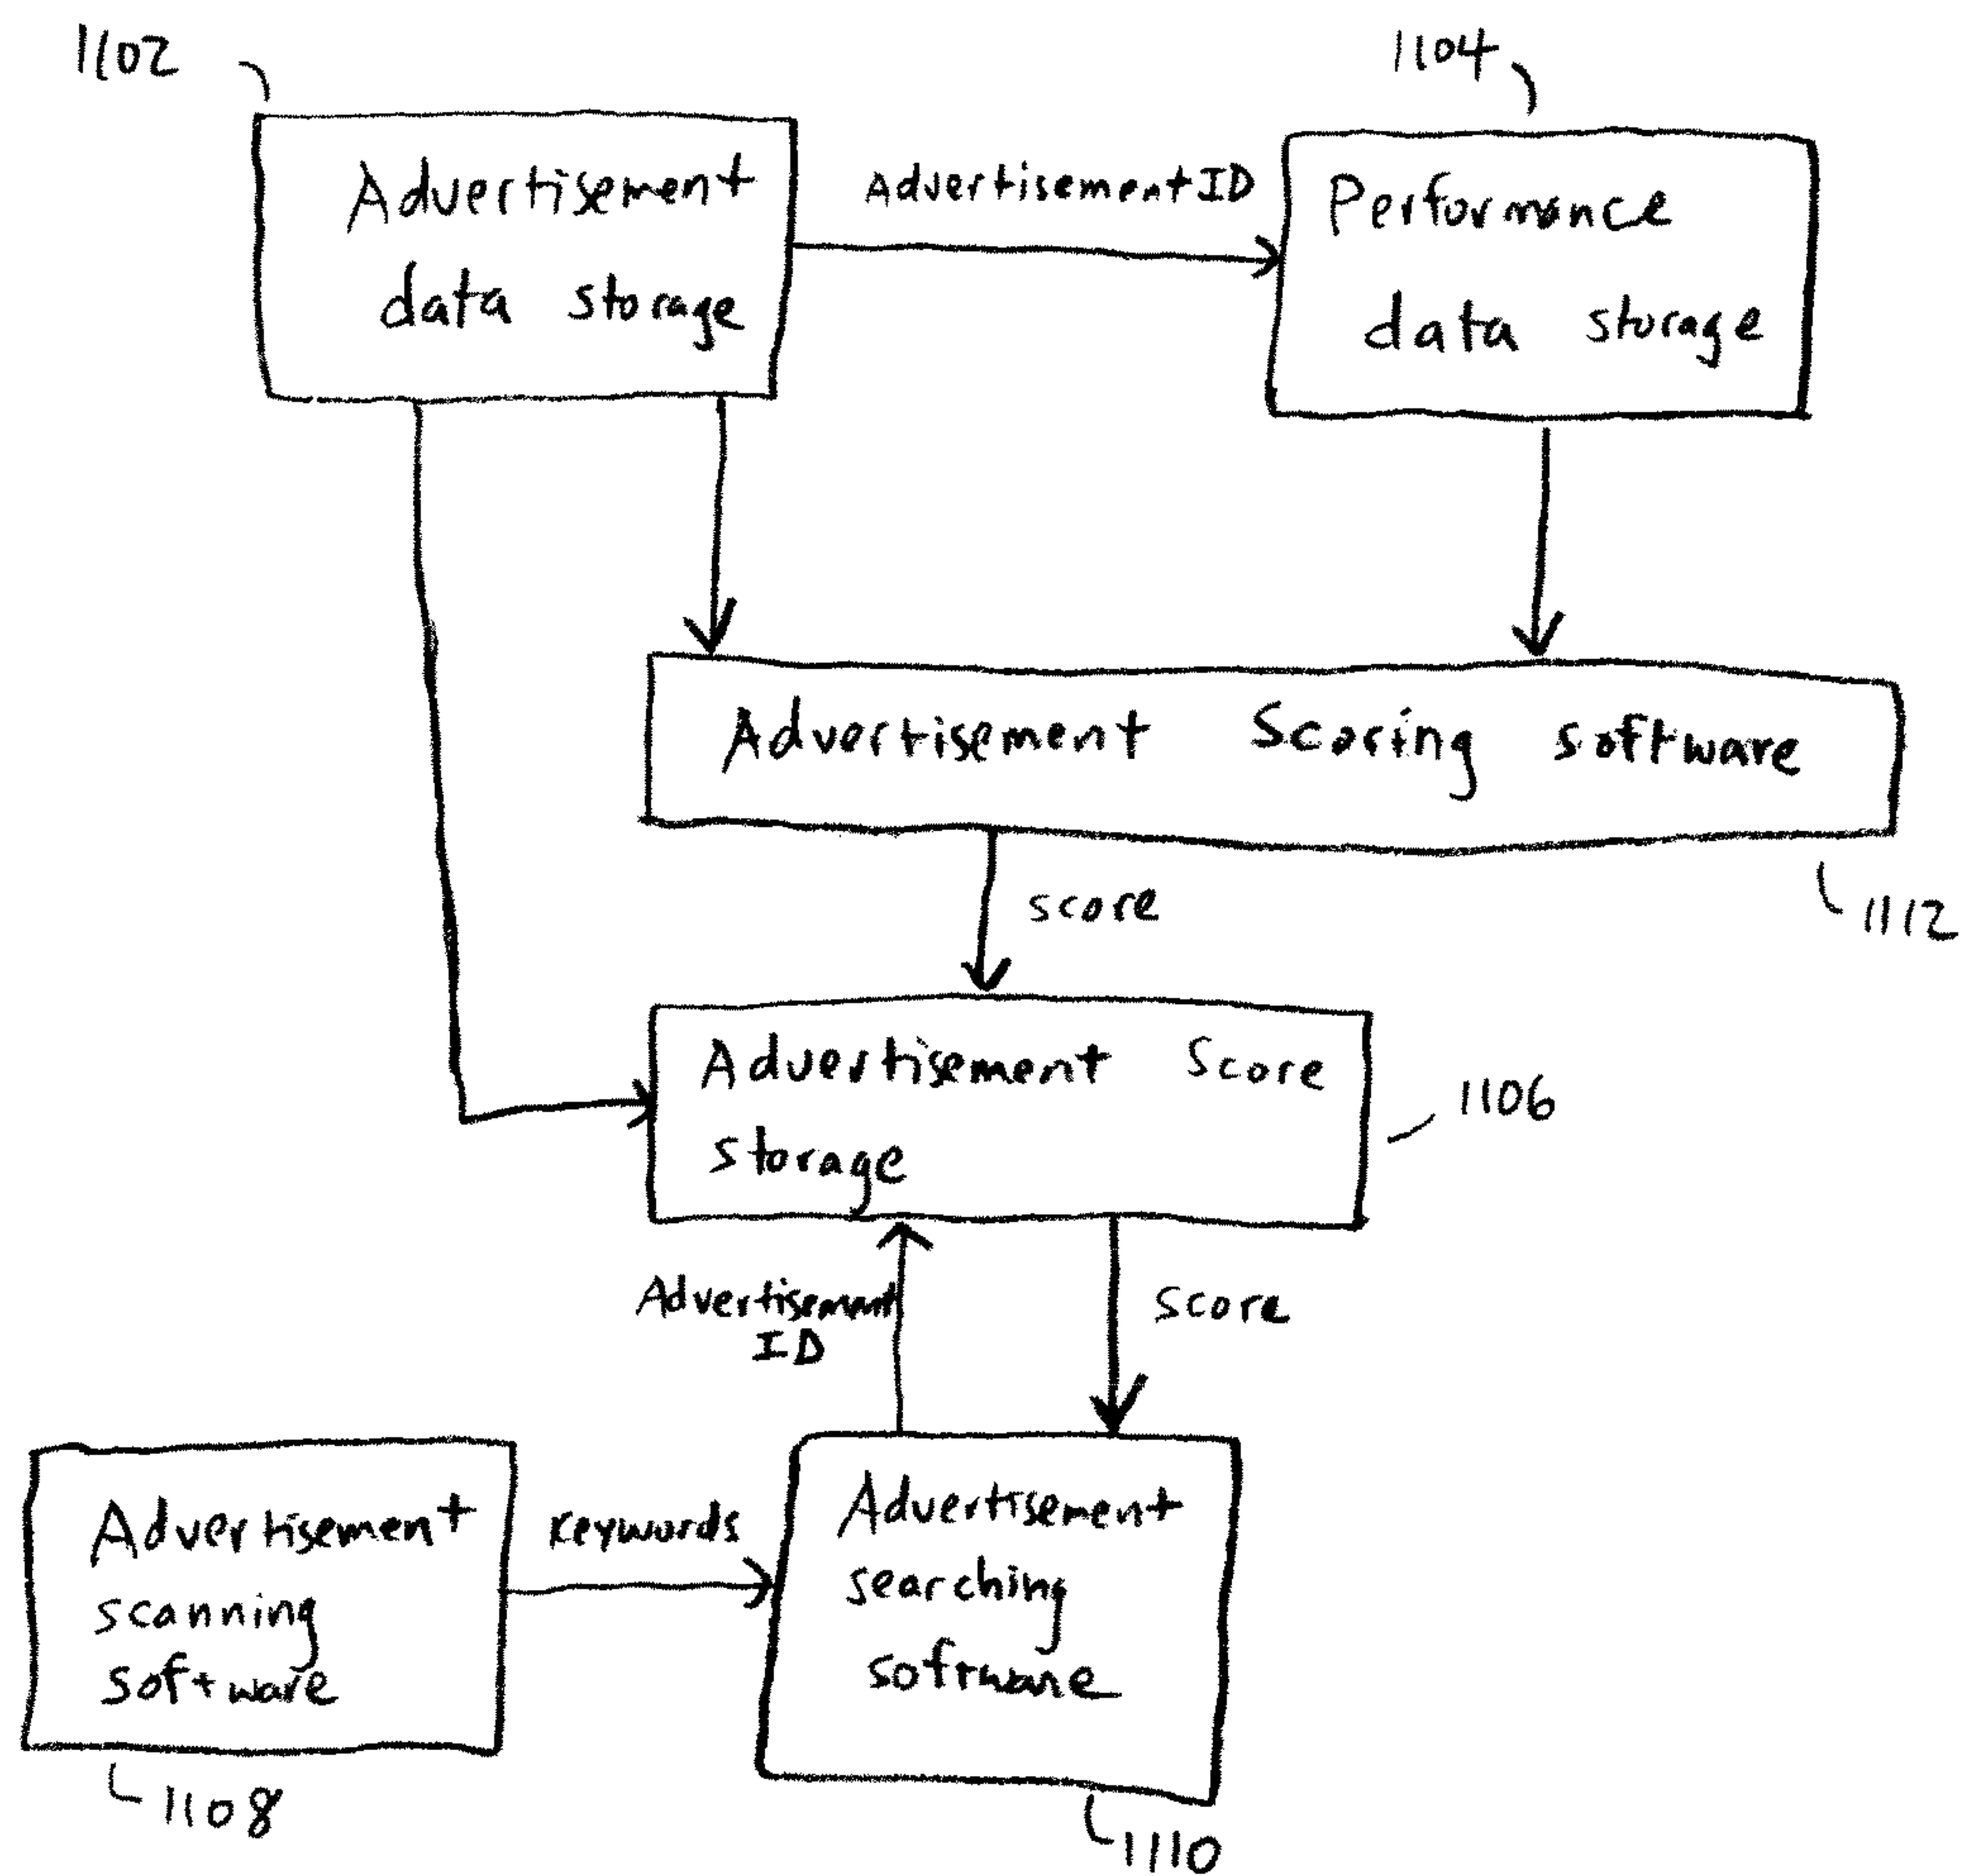 1102
1104
Advertisement
data storage
AdvertisementID
Performance
data storage
Advertisement Scoring software
1112
score
Advertisement Score
storage
1106
Advertisement
ID
Score
Advertisement
scanning
software
Keywords
Advertisement
searching
software
1108
1110